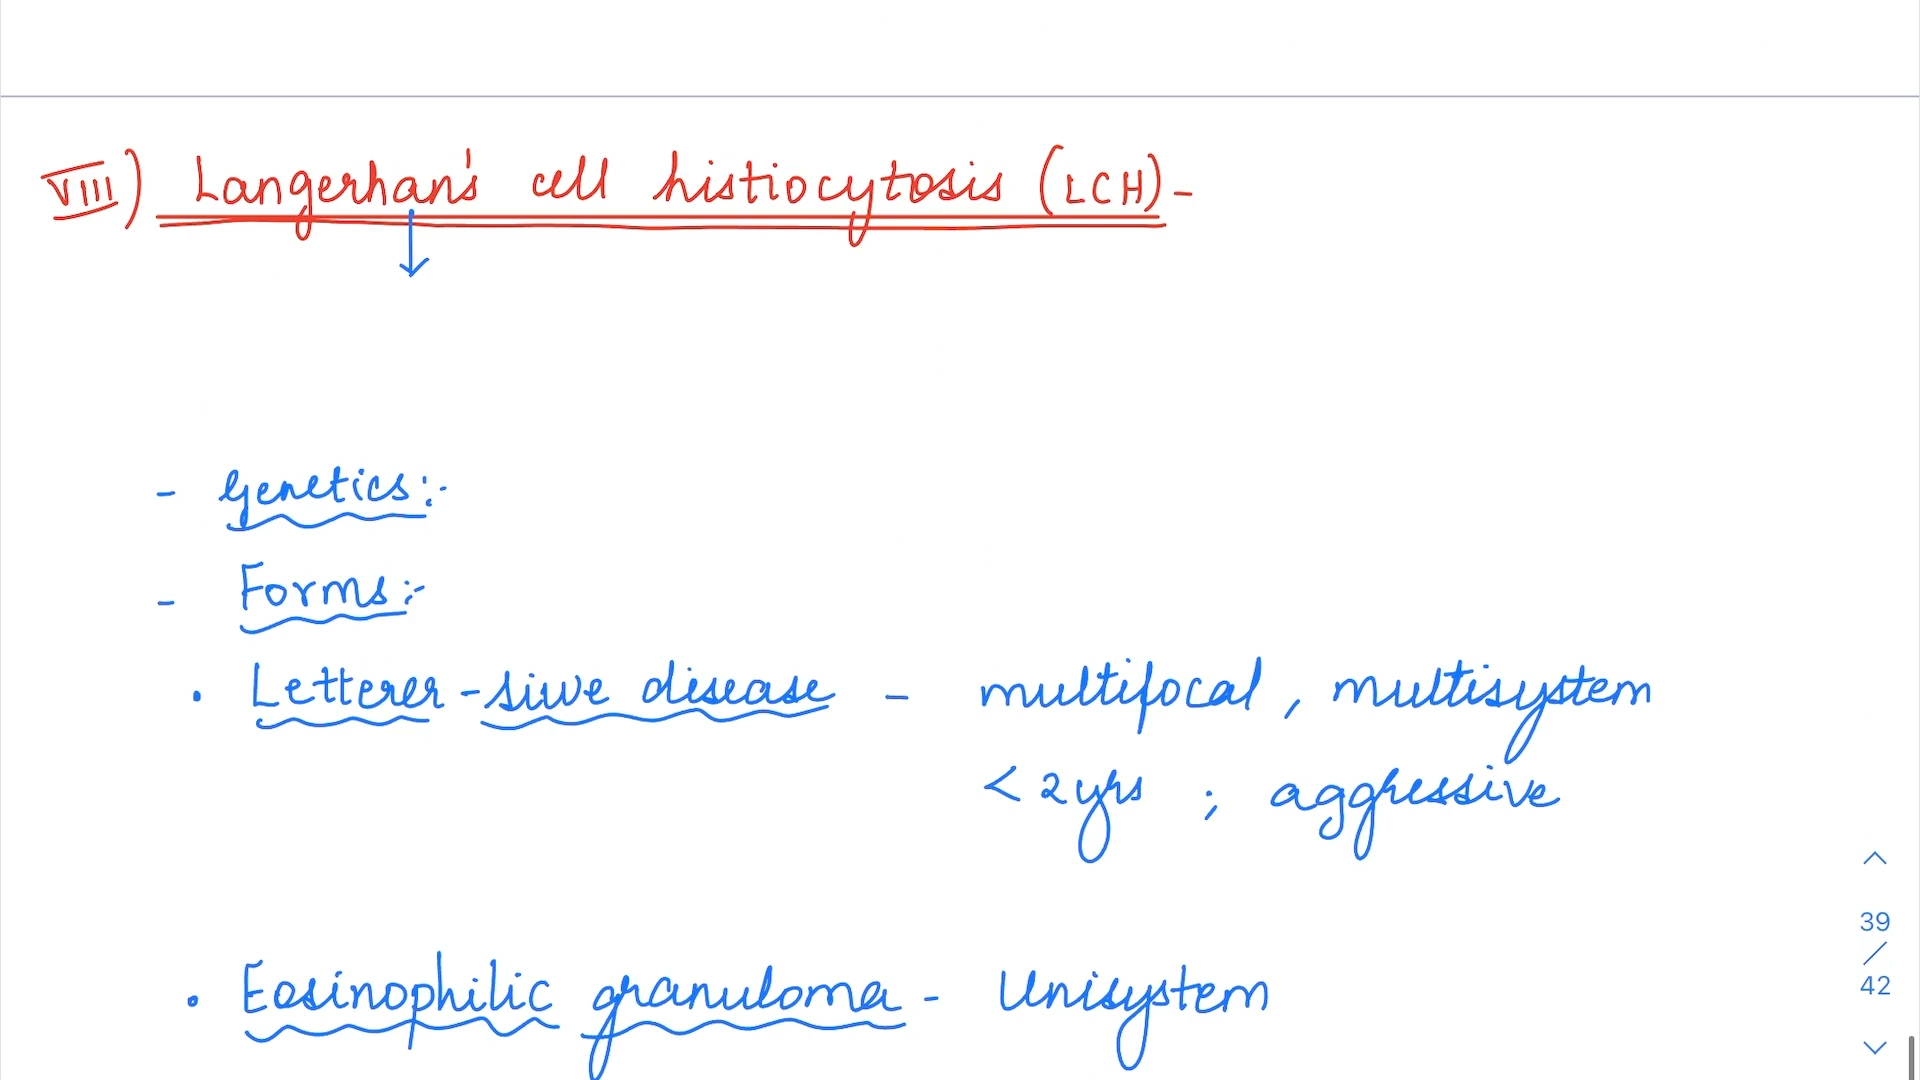 VIII) Langerhan's cell histiocytosis (LCH) -
- Genetics:-
- Forms:-
• Letterer-siwe disease - multifocal, multisystem
< 2yrs ; aggressive
• Eosinophilic granuloma - Unisystem
39
/
42